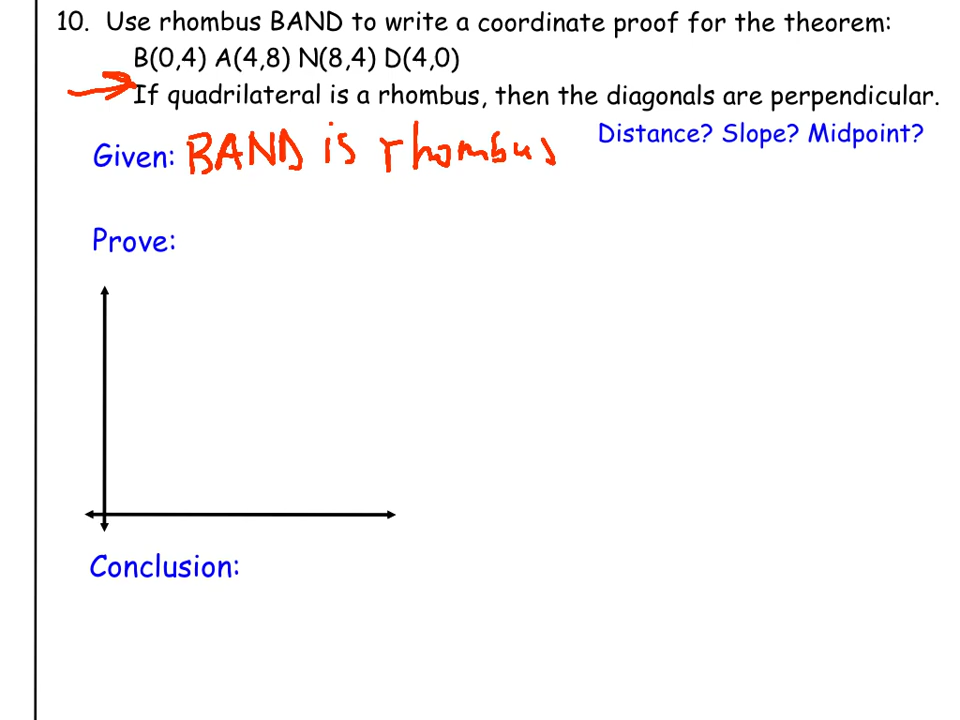 10. Use rhombus BAND to write a coordinate proof for the theorem:
B(0,4) A(4,8) N(8,4) D(4,0)
If quadrilateral is a rhombus, then the diagonals are perpendicular.
Distance? Slope? Midpoint?
Given: BAND is rhombus
Prove:
Conclusion: